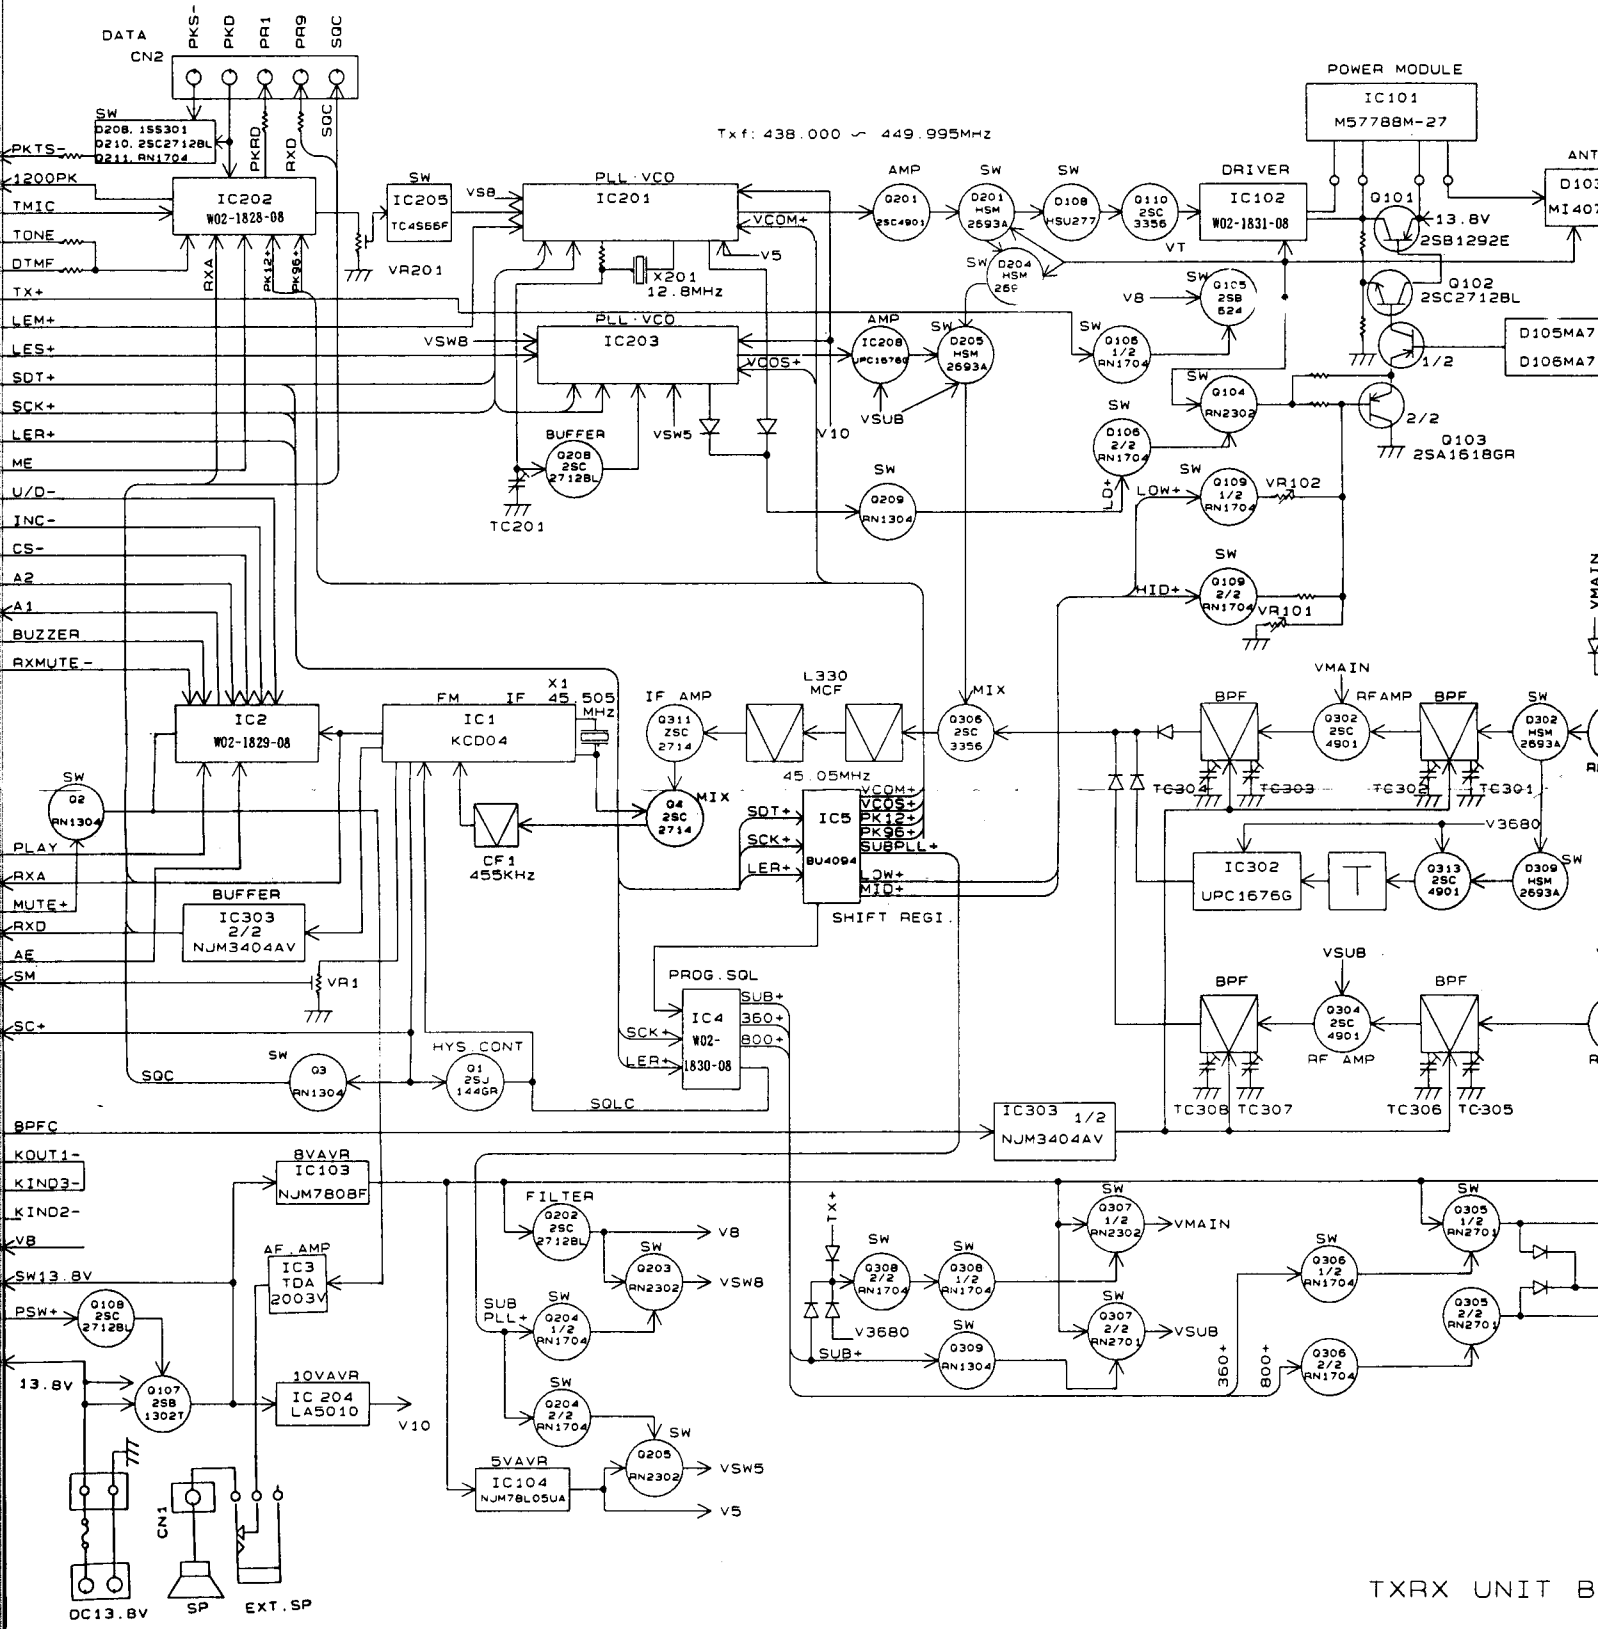 DATA
CN2
PKS-
PKD
PR1
PR9
SQC
SW
D208, 1SS301
Q210, 2SC2712BL
Q211, RN1704
PKRD
RXD
SQC
PKTS-
1200PK
TMIC
TONE
DTMF
TX+
LEM+
LES+
SDT+
SCK+
LER+
ME
U/D-
INC-
CS-
A2
A1
BUZZER
RXMUTE-
IC202
W02-1828-08
RXA
PK12+
PK96+
VR201
SW
IC205
TC4S66F
VS8
PLL·VCO
IC201
VCOM+
V5
X201
12.8MHz
VSW8
PLL·VCO
IC203
VCOS+
VSW5
V10
BUFFER
Q208
2SC
2712BL
TC201
Txf: 438.000 ~ 449.995MHz
AMP
Q201
2SC4901
SW
D201
HSM
2693A
SW
D108
HSU277
Q110
2SC
3356
VT
DRIVER
IC102
W02-1831-08
POWER MODULE
IC101
M57788M-27
Q101
13.8V
2SB1292E
ANT
D103
MI407
SW
D204
HSM
AMP
IC208
UPC1676G
SW
D205
HSM
2693A
VSUB
V8
SW
Q105
2SB
624
SW
Q106
1/2
RN1704
Q102
2SC2712BL
1/2
D105MA7
D106MA7
SW
Q104
RN2302
2/2
Q103
2SA1618GR
SW
Q106
2/2
RN1704
LO+
SW
Q209
RN1304
LOW+
SW
Q109
1/2
RN1704
VR102
SW
HID+
Q109
2/2
RN1704
VR101
VMAIN
IC2
W02-1829-08
FM IF
IC1
KCD04
X1
45.505
MHz
IF AMP
Q311
2SC
2714
L330
MCF
45.05MHz
Q306
2SC
3356
MIX
BPF
VMAIN
RFAMP
Q302
2SC
4901
BPF
SW
D302
HSM
2693A
TC304
TC303
TC302
TC301
SW
Q2
RN1304
CF1
455KHz
Q4
2SC
2714
MIX
SDT+
SCK+
LER+
IC5
BU4094
VCOM+
VCOS+
PK12+
PK96+
SUBPLL+
LOW+
MID+
SHIFT REGI.
IC302
UPC1676G
T
V3680
Q313
2SC
4901
D309
HSM
2693A
SW
PLAY
RXA
MUTE+
RXD
AE
SM
SC+
BUFFER
IC303
2/2
NJM3404AV
VR1
PROG.SQL
IC4
W02-
1830-08
SCK+
LER+
SUB+
360+
800+
SQLC
SQC
SW
Q3
RN1304
HYS.CONT
Q1
2SJ
144GR
BPF
VSUB
Q304
2SC
4901
RF AMP
BPF
TC308
TC307
TC306
TC305
IC303 1/2
NJM3404AV
BPFC
KOUT1-
KIND3-
KIND2-
V8
SW13.8V
PSW+
13.8V
8VAVR
IC103
NJM7808F
AF.AMP
IC3
TDA
2003V
Q108
2SC
2712BL
Q107
2SB
1302T
10VAVR
IC204
LA5010
V10
FILTER
Q202
2SC
2712BL
V8
SW
Q203
RN2302
VSW8
SUB
PLL+
SW
Q204
1/2
RN1704
SW
Q204
2/2
RN1704
SW
Q205
RN2302
VSW5
5VAVR
IC104
NJM78L05UA
V5
TX+
V3680
SUB+
SW
Q308
2/2
RN1704
SW
Q308
1/2
RN1704
SW
Q307
1/2
RN2302
VMAIN
SW
Q309
RN1304
SW
Q307
2/2
RN2701
VSUB
360+
800+
SW
Q306
1/2
RN1704
SW
Q305
1/2
RN2701
Q305
2/2
RN2701
Q306
2/2
RN1704
CN1
DC13.8V
SP
EXT.SP
TXRX UNIT B